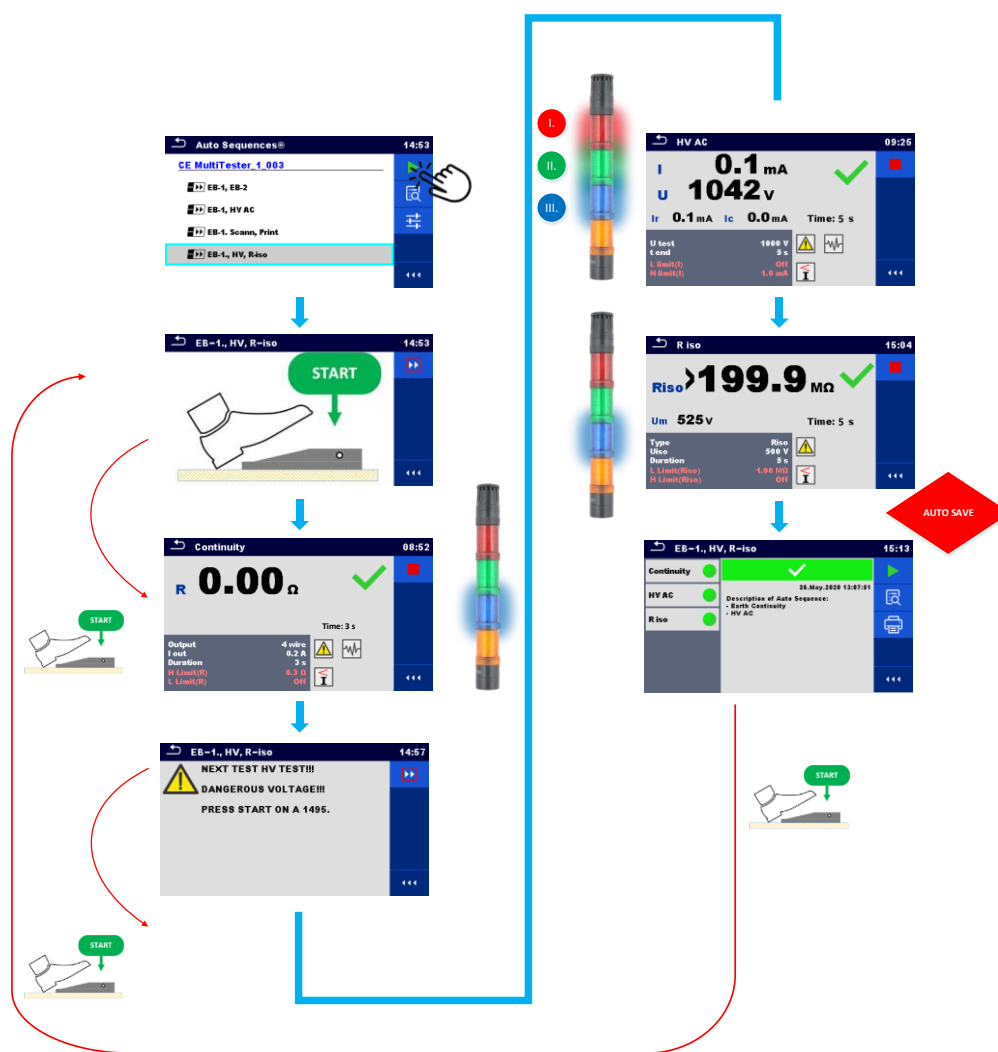 Auto Sequences® 14:53
CE MultiTester_1_003
EB-1, EB-2
EB-1, HV AC
EB-1. Scann, Print
EB-1., HV, R-iso
EB-1., HV, R-iso 14:53
START
Continuity 08:52
R 0.00 Ω
Time: 3 s
Output 4 wire
I out 0.2 A
Duration 3 s
H Limit(R) 0.3 Ω
L Limit(R) Off
START
EB-1., HV, R-iso 14:57
NEXT TEST HV TEST!!!
DANGEROUS VOLTAGE!!!
PRESS START ON A 1495.
START
I.
II.
III.
HV AC 09:25
I 0.1 mA
U 1042 V
Ir 0.1 mA Ic 0.0 mA Time: 5 s
U test 1000 V
t end 5 s
L limit(I) Off
H limit(I) 1.0 mA
R iso 15:04
Riso >199.9 MΩ
Um 525 V Time: 5 s
Type Riso
Uiso 500 V
Duration 5 s
L Limit(Riso) 1.00 MΩ
H Limit(Riso) Off
AUTO SAVE
EB-1., HV, R-iso 15:13
Continuity
HV AC
R iso
26.May.2020 13:07:51
Description of Auto Sequence:
- Earth Continuity
- HV AC
START